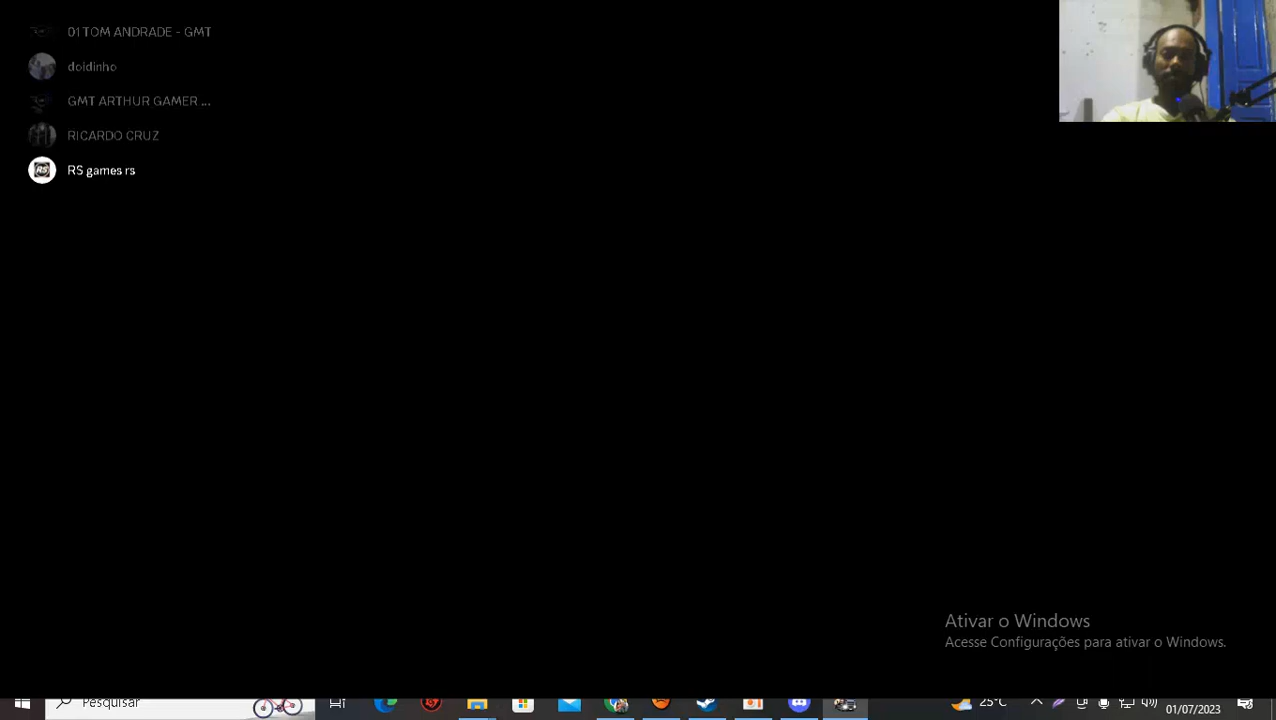 01 TOM ANDRADE - GMT
doidinho
GMT ARTHUR GAMER ...
RICARDO CRUZ
RS
RS games rs
Ativar o Windows
Acesse Configurações para ativar o Windows.
Pesquisar
25°C
01/07/2023